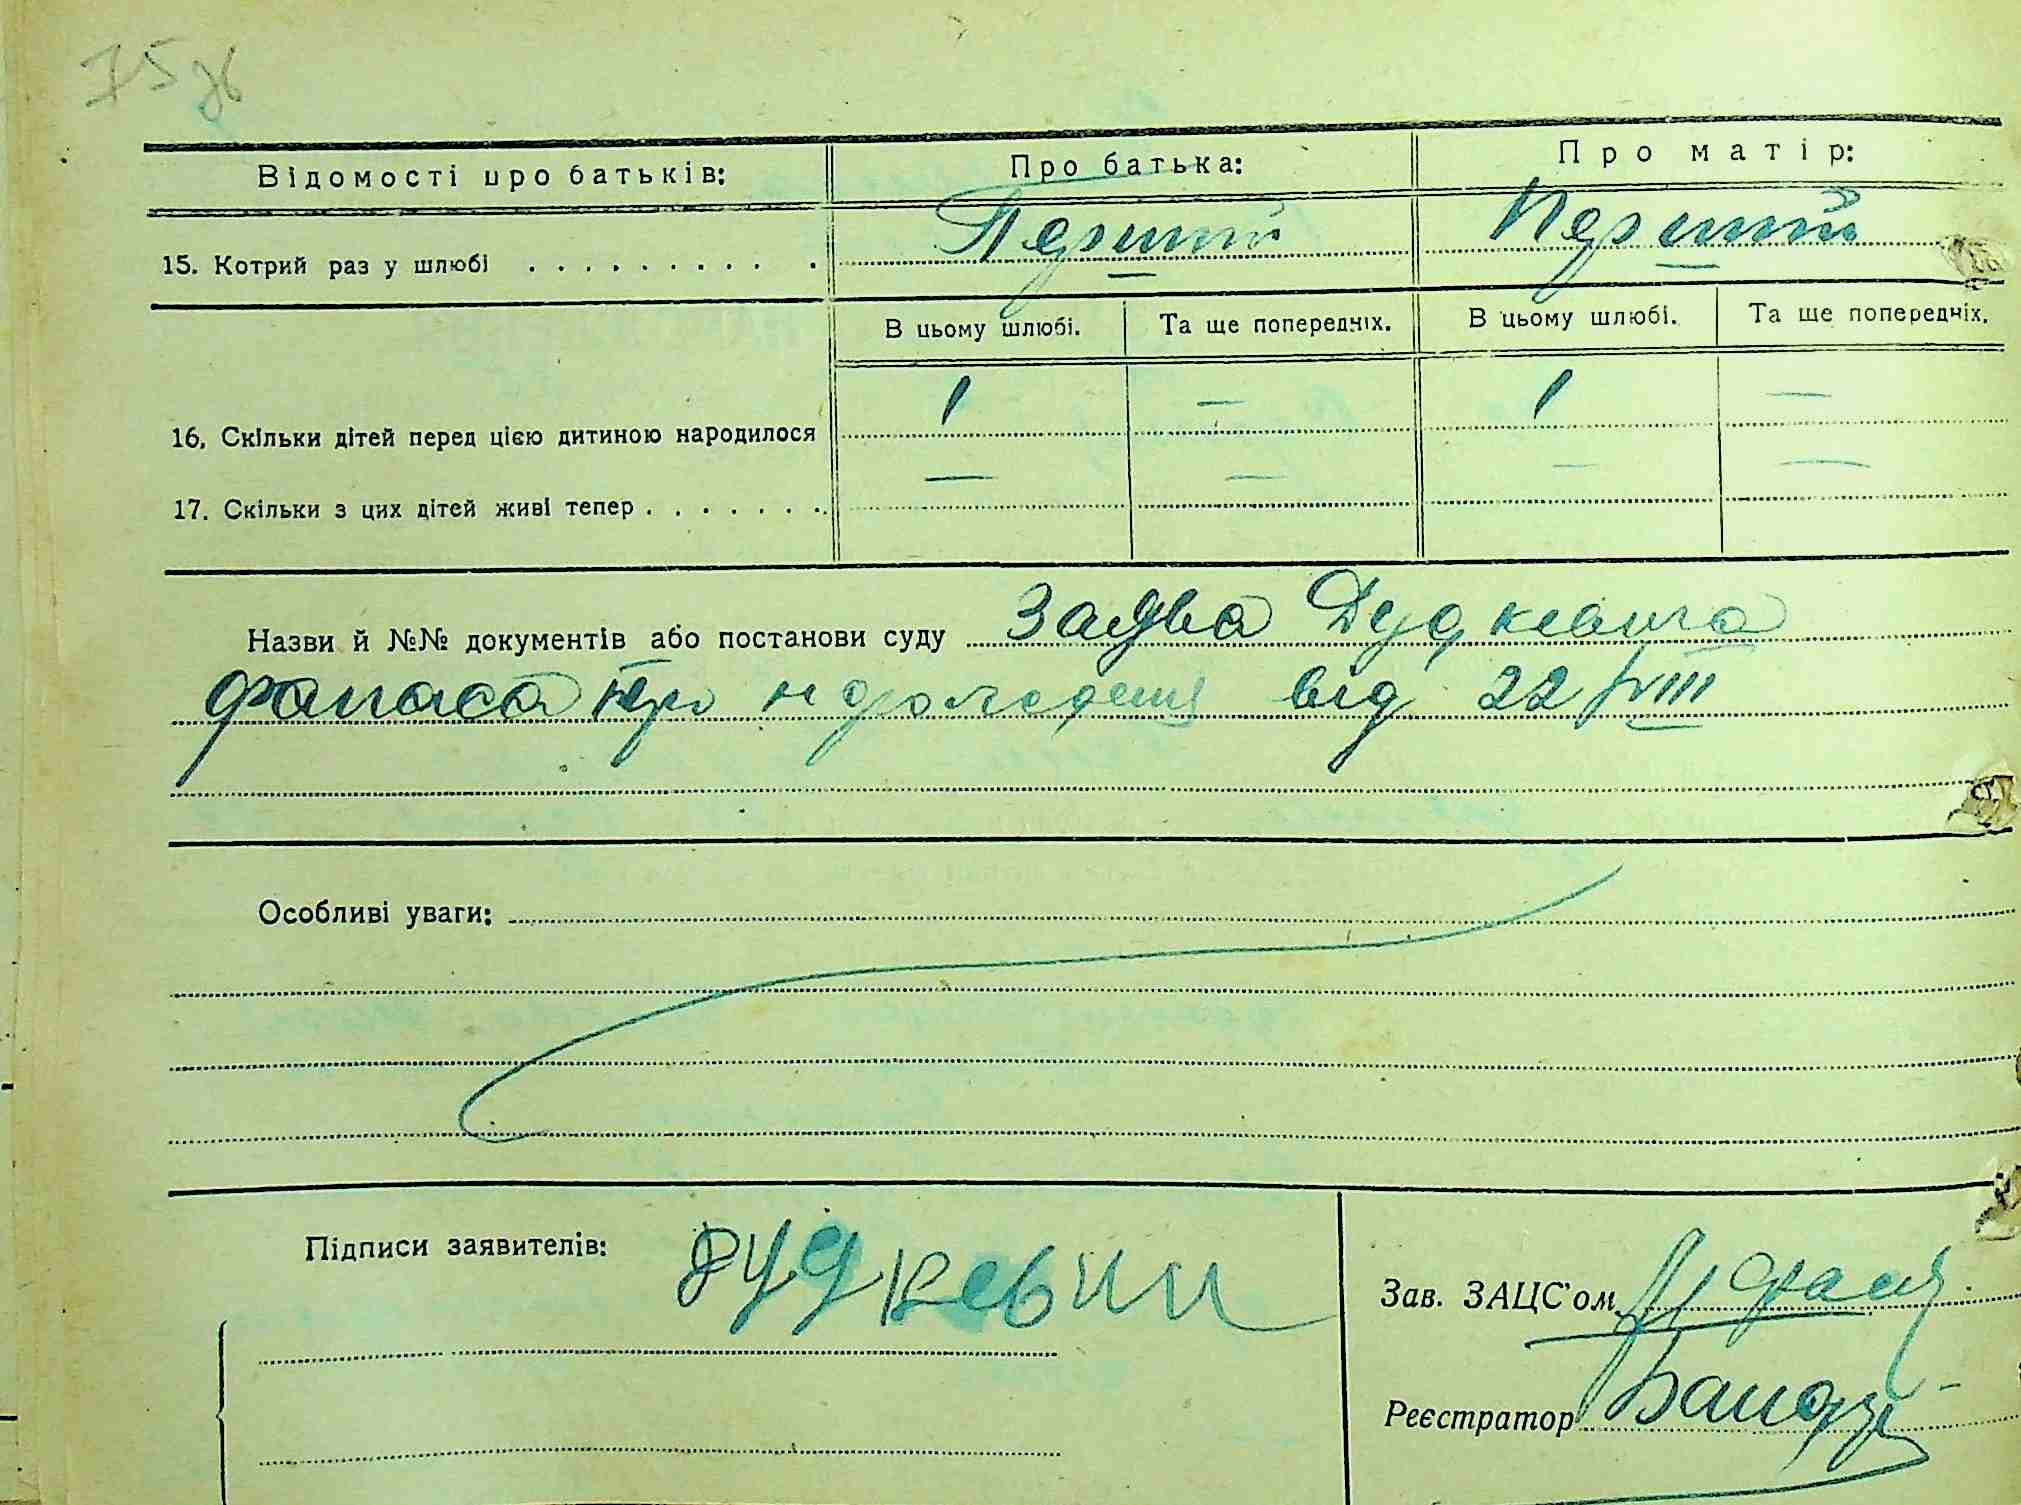 75
Відомості про батьків: Про батька: Про матір:
15. Котрий раз у шлюбі . . . . . . . . . . Перший Перший
В цьому шлюбі. Та ще попередніх. В цьому шлюбі. Та ще попередніх.
16. Скільки дітей перед цією дитиною народилося 1 — 1 —
17. Скільки з цих дітей живі тепер . . . . . . . — — — —
Назви й №№ документів або постанови суду Заява Дудкевича
фанаса про народження від 22/VIII
Особливі уваги:
Підписи заявителів: Дудкевич
Зав. ЗАЦС'ом
Реєстратор